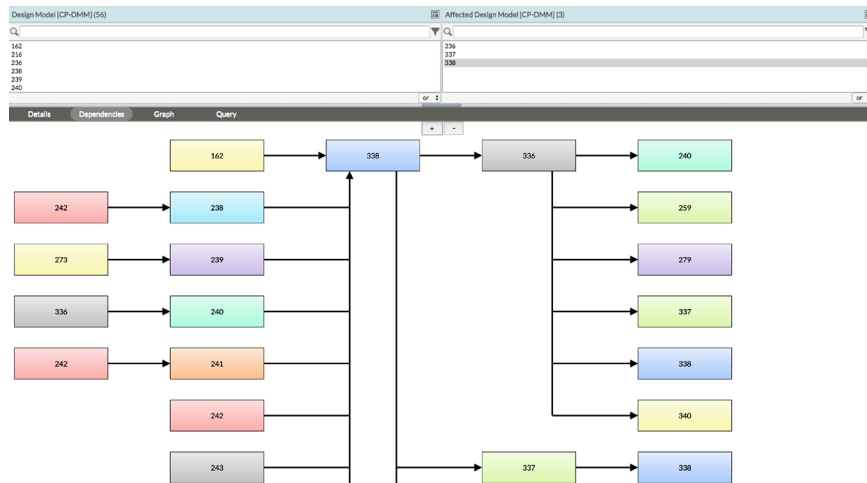 Design Model [CP-DMM] (56)
Affected Design Model [CP-DMM] (3)
162
216
236
238
239
240
336
337
338
or
or
Details Dependencies Graph Query
+ -
162 338 336 240
242 238 259
273 239 279
336 240 337
242 241 338
242 340
243 337 338